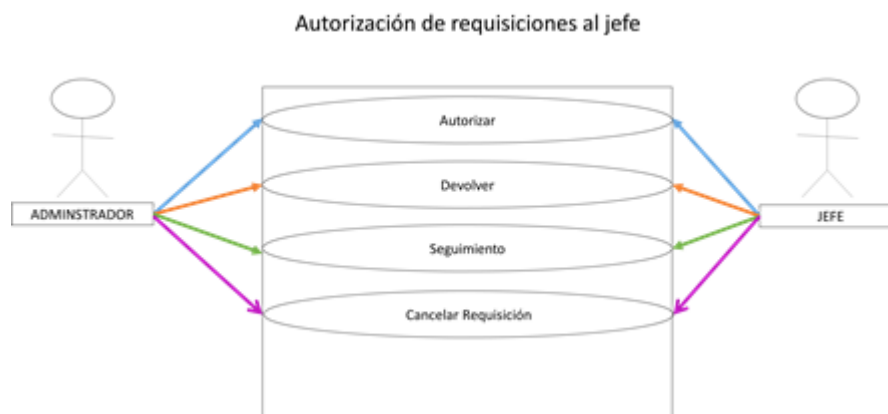 Autorización de requisiciones al jefe
Autorizar
Devolver
ADMINSTRADOR
JEFE
Seguimiento
Cancelar Requisición